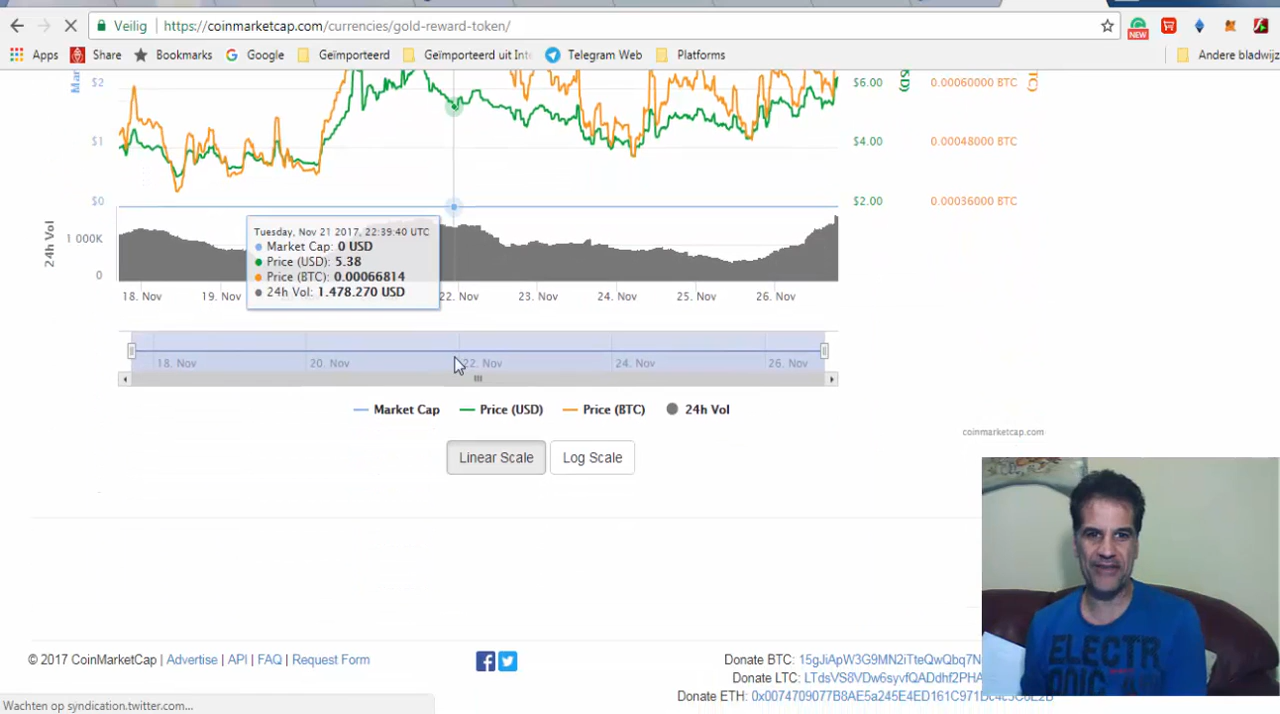 Veilig https://coinmarketcap.com/currencies/gold-reward-token/
NEW
Apps Share Bookmarks Google Geïmporteerd Geïmporteerd uit Telegram Web Platforms Andere bladwijz
$2 $6.00 0.00060000 BTC
$1 $4.00 0.00048000 BTC
$0 $2.00 0.00036000 BTC
24h Vol
1 000K
0
Tuesday, Nov 21 2017, 22:39:40 UTC
Market Cap: 0 USD
Price (USD): 5.38
Price (BTC): 0.00066814
24h Vol: 1.478.270 USD
18. Nov 19. Nov 22. Nov 23. Nov 24. Nov 25. Nov 26. Nov
18. Nov 20. Nov 22. Nov 24. Nov 26. Nov
Market Cap Price (USD) Price (BTC) 24h Vol
coinmarketcap.com
Linear Scale Log Scale
ELECTR
© 2017 CoinMarketCap | Advertise | API | FAQ | Request Form
Donate BTC: 15gJiApW3G9MN2iTteQwQbq7N
Donate LTC: LTdsVS8VDw6syvfQADdhf2PHA
Donate ETH:
Wachten op syndication.twitter.com...